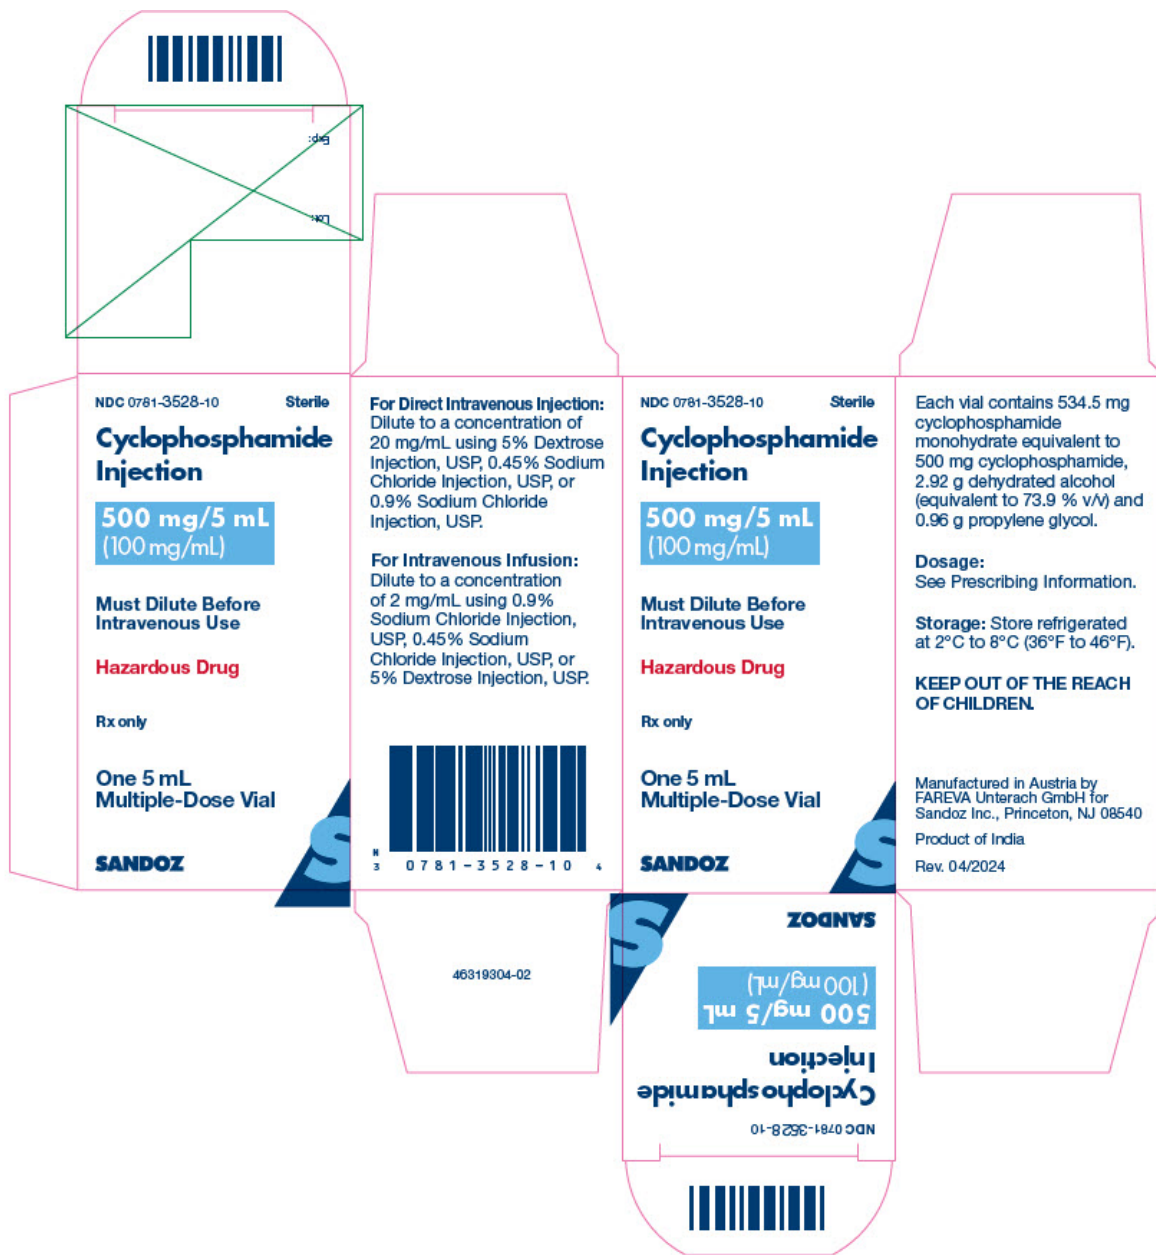 Exp:
Lot:
NDC 0781-3528-10 Sterile
Cyclophosphamide
Injection
500 mg/5 mL
(100 mg/mL)
Must Dilute Before
Intravenous Use
Hazardous Drug
Rx only
One 5 mL
Multiple-Dose Vial
SANDOZ
S
For Direct Intravenous Injection:
Dilute to a concentration of
20 mg/mL using 5% Dextrose
Injection, USP, 0.45% Sodium
Chloride Injection, USP, or
0.9% Sodium Chloride
Injection, USP.
For Intravenous Infusion:
Dilute to a concentration
of 2 mg/mL using 0.9%
Sodium Chloride Injection,
USP, 0.45% Sodium
Chloride Injection, USP, or
5% Dextrose Injection, USP.
N
3 0781-3528-10 4
46319304-02
NDC 0781-3528-10 Sterile
Cyclophosphamide
Injection
500 mg/5 mL
(100 mg/mL)
Must Dilute Before
Intravenous Use
Hazardous Drug
Rx only
One 5 mL
Multiple-Dose Vial
SANDOZ
S
Each vial contains 534.5 mg
cyclophosphamide
monohydrate equivalent to
500 mg cyclophosphamide,
2.92 g dehydrated alcohol
(equivalent to 73.9 % v/v) and
0.96 g propylene glycol.
Dosage:
See Prescribing Information.
Storage: Store refrigerated
at 2°C to 8°C (36°F to 46°F).
KEEP OUT OF THE REACH
OF CHILDREN.
Manufactured in Austria by
FAREVA Unterach GmbH for
Sandoz Inc., Princeton, NJ 08540
Product of India
Rev. 04/2024
NDC 0781-3528-10
Cyclophosphamide
Injection
500 mg/5 mL
(100 mg/mL)
SANDOZ
S